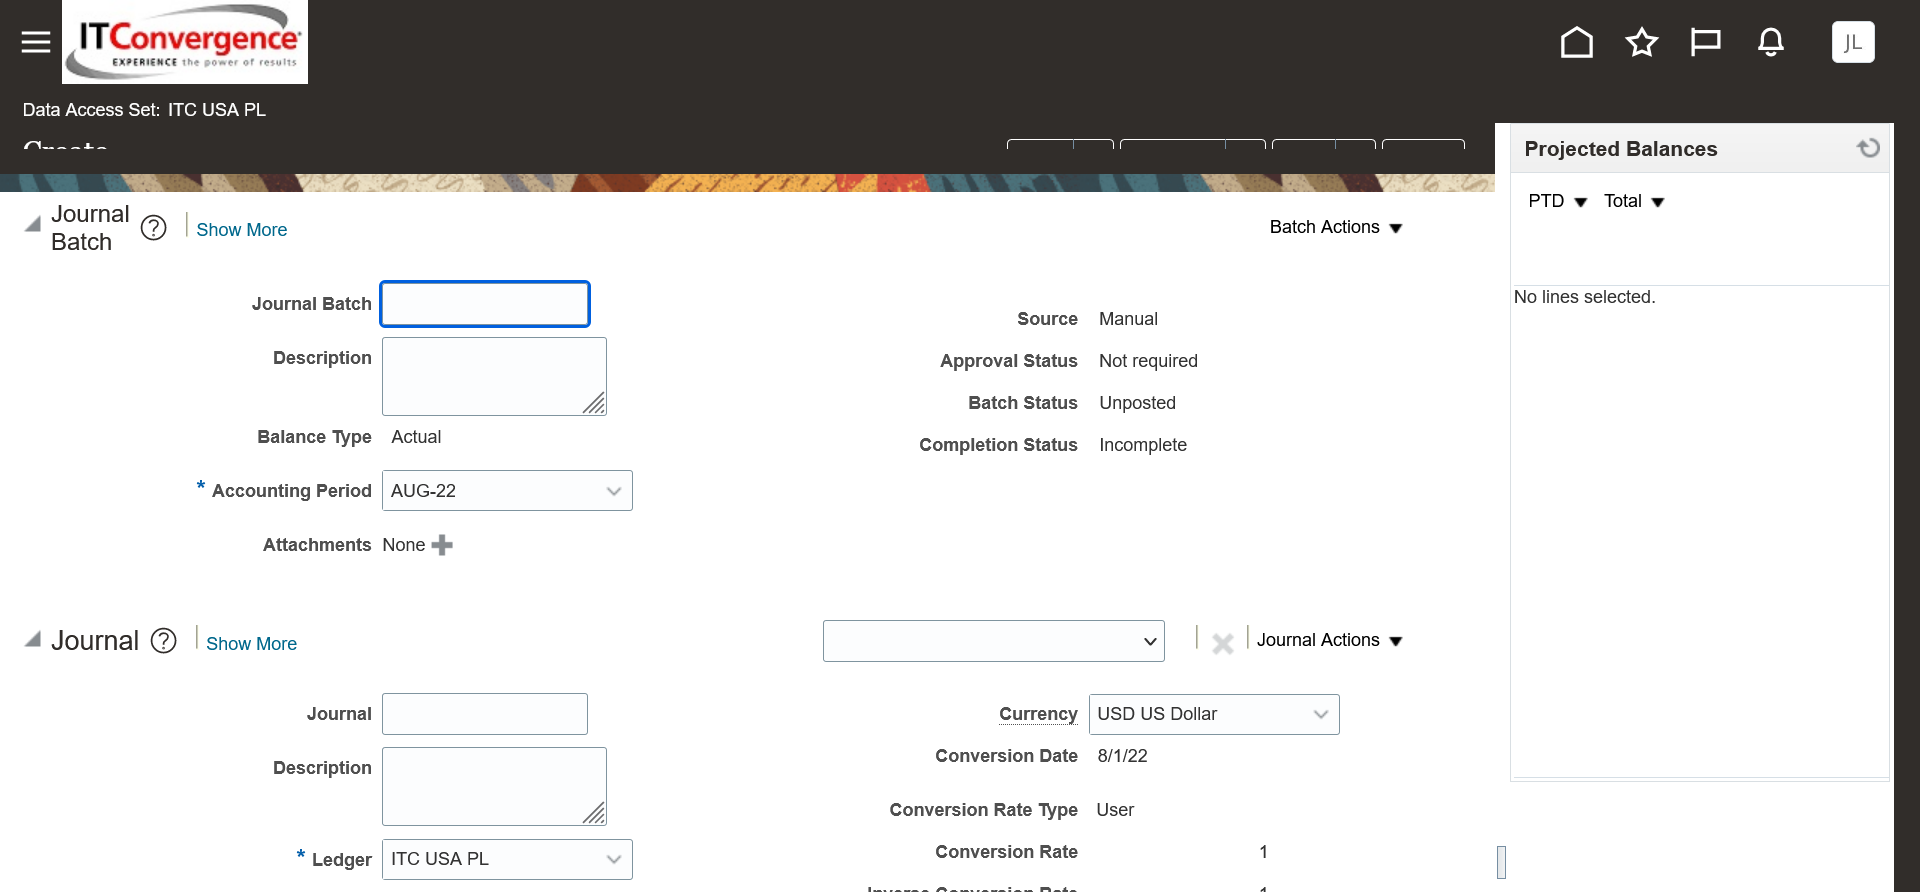 ITConvergence
EXPERIENCE the power of results
JL
Data Access Set: ITC USA PL
Create
Projected Balances
PTD Total
No lines selected.
Journal Batch
Show More
Batch Actions
Journal Batch
Description
Balance Type Actual
* Accounting Period AUG-22
Attachments None
Source Manual
Approval Status Not required
Batch Status Unposted
Completion Status Incomplete
Journal
Show More
Journal Actions
Journal
Description
* Ledger ITC USA PL
Currency USD US Dollar
Conversion Date 8/1/22
Conversion Rate Type User
Conversion Rate 1
Inverse Conversion Rate 1